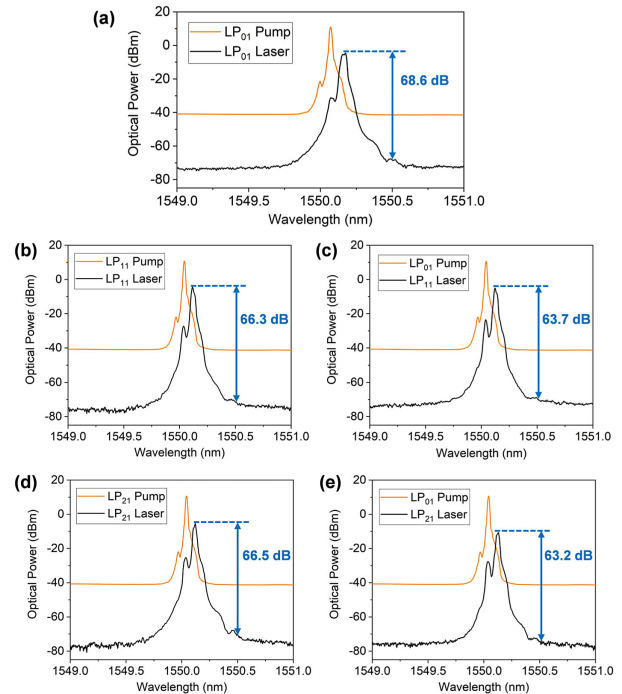 (a)
LP01 Pump
LP01 Laser
68.6 dB
Optical Power (dBm)
20
0
-20
-40
-60
-80
1549.0 1549.5 1550.0 1550.5 1551.0
Wavelength (nm)
(b)
LP11 Pump
LP11 Laser
66.3 dB
Optical Power (dBm)
20
0
-20
-40
-60
-80
1549.0 1549.5 1550.0 1550.5 1551.0
Wavelength (nm)
(c)
LP01 Pump
LP11 Laser
63.7 dB
Optical Power (dBm)
20
0
-20
-40
-60
-80
1549.0 1549.5 1550.0 1550.5 1551.0
Wavelength (nm)
(d)
LP21 Pump
LP21 Laser
66.5 dB
Optical Power (dBm)
20
0
-20
-40
-60
-80
1549.0 1549.5 1550.0 1550.5 1551.0
Wavelength (nm)
(e)
LP01 Pump
LP21 Laser
63.2 dB
Optical Power (dBm)
20
0
-20
-40
-60
-80
1549.0 1549.5 1550.0 1550.5 1551.0
Wavelength (nm)